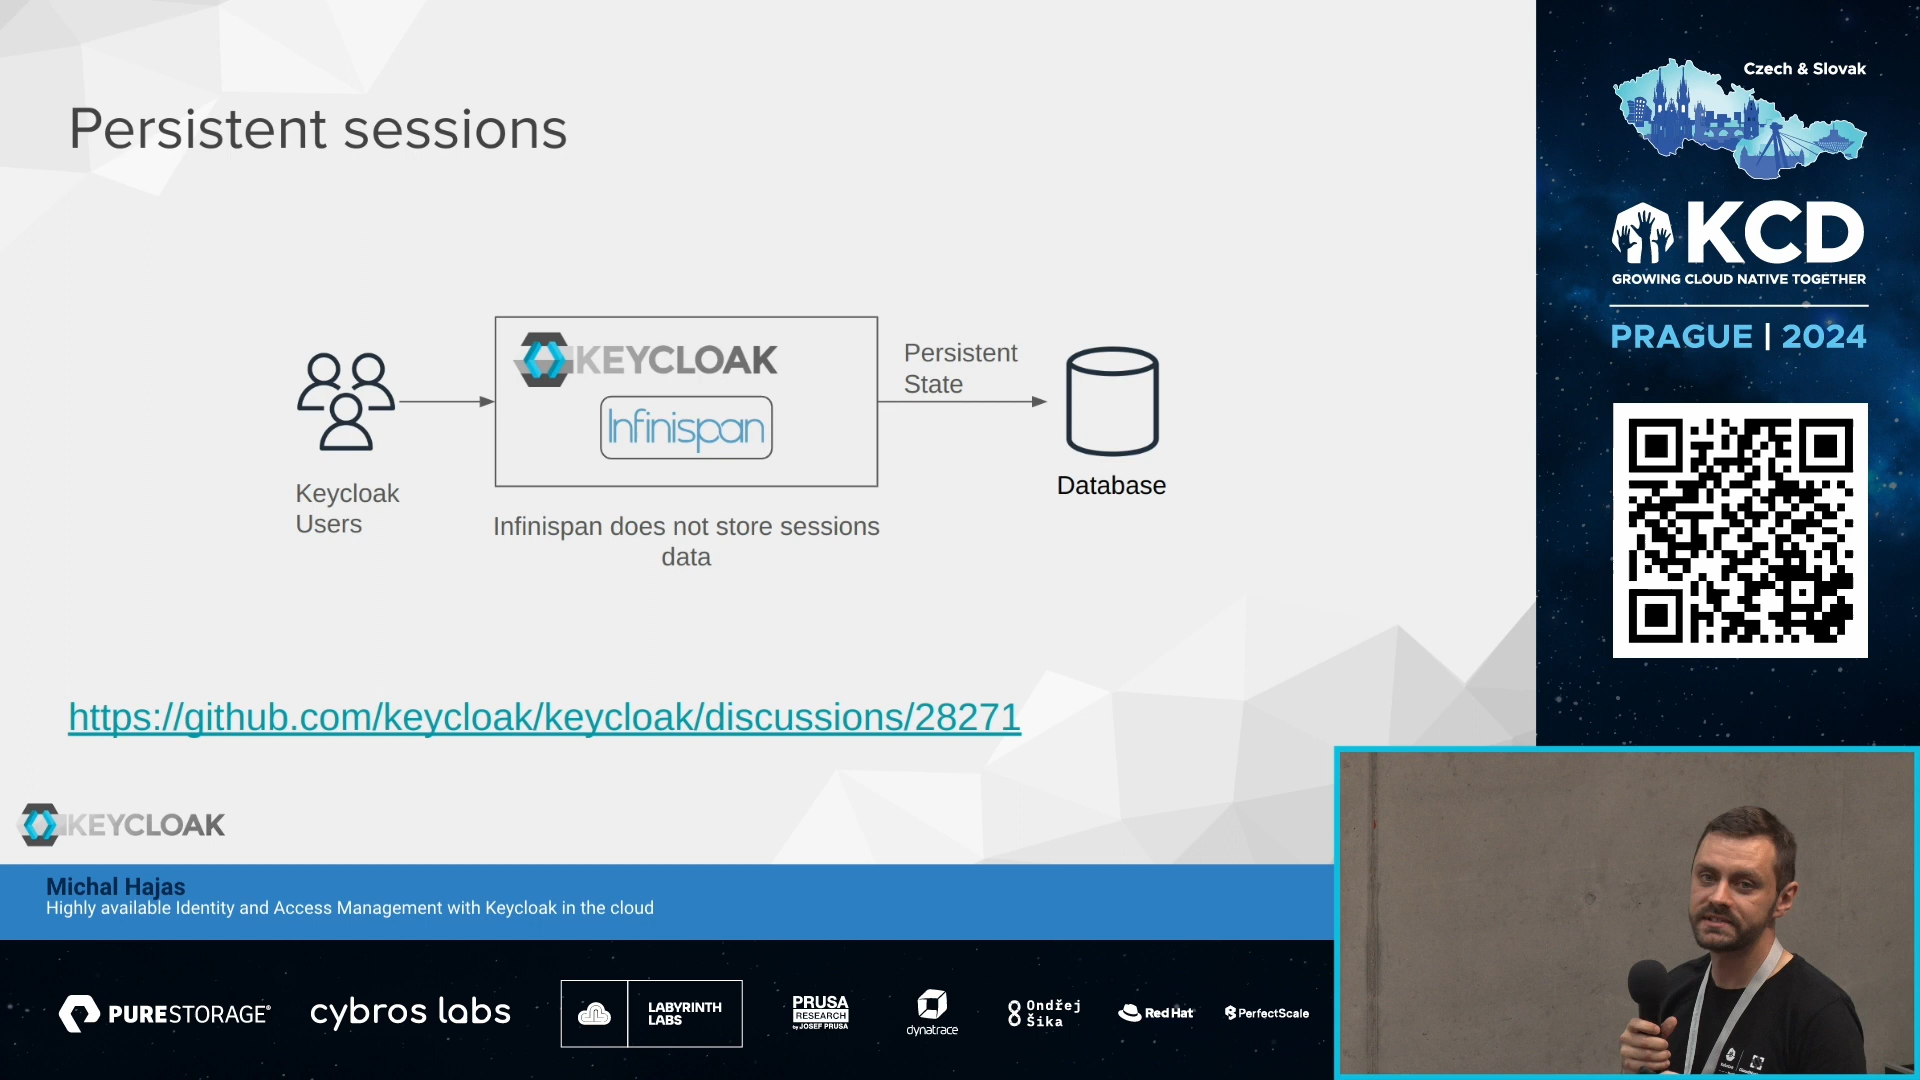 Persistent sessions
KEYCLOAK
Infinispan
Persistent
State
Keycloak
Users
Database
Infinispan does not store sessions
data
https://github.com/keycloak/keycloak/discussions/28271
KEYCLOAK
Michal Hajas
Highly available Identity and Access Management with Keycloak in the cloud
PURESTORAGE®
cybros labs
LABYRINTH
LABS
PRUSA
RESEARCH
by JOSEF PRUSA
dynatrace
Ondřej
Šika
Red Hat
PerfectScale
Czech & Slovak
KCD
GROWING CLOUD NATIVE TOGETHER
PRAGUE | 2024